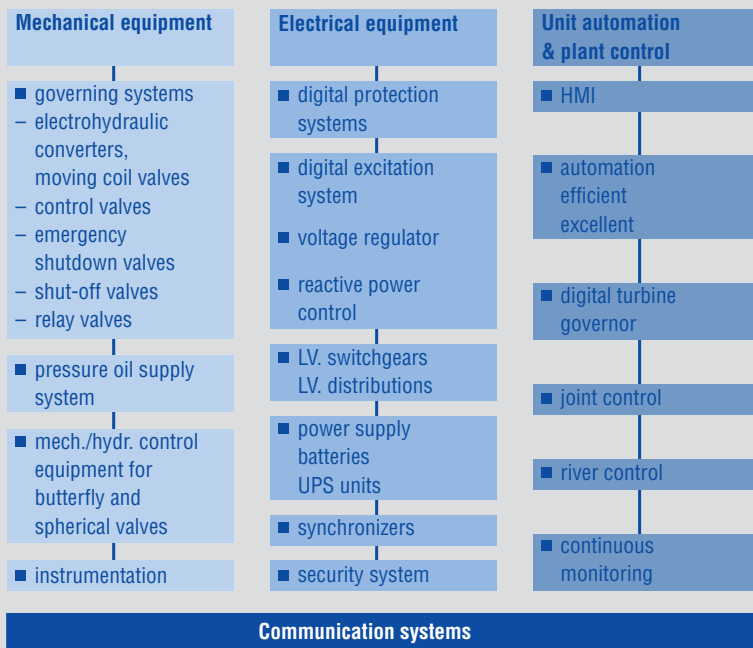 Mechanical equipment
■ governing systems
– electrohydraulic
converters,
moving coil valves
– control valves
– emergency
shutdown valves
– shut-off valves
– relay valves
■ pressure oil supply
system
■ mech./hydr. control
equipment for
butterfly and
spherical valves
■ instrumentation
Electrical equipment
■ digital protection
systems
■ digital excitation
system
■ voltage regulator
■ reactive power
control
■ LV. switchgears
LV. distributions
■ power supply
batteries
UPS units
■ synchronizers
■ security system
Unit automation
& plant control
■ HMI
■ automation
efficient
excellent
■ digital turbine
governor
■ joint control
■ river control
■ continuous
monitoring
Communication systems